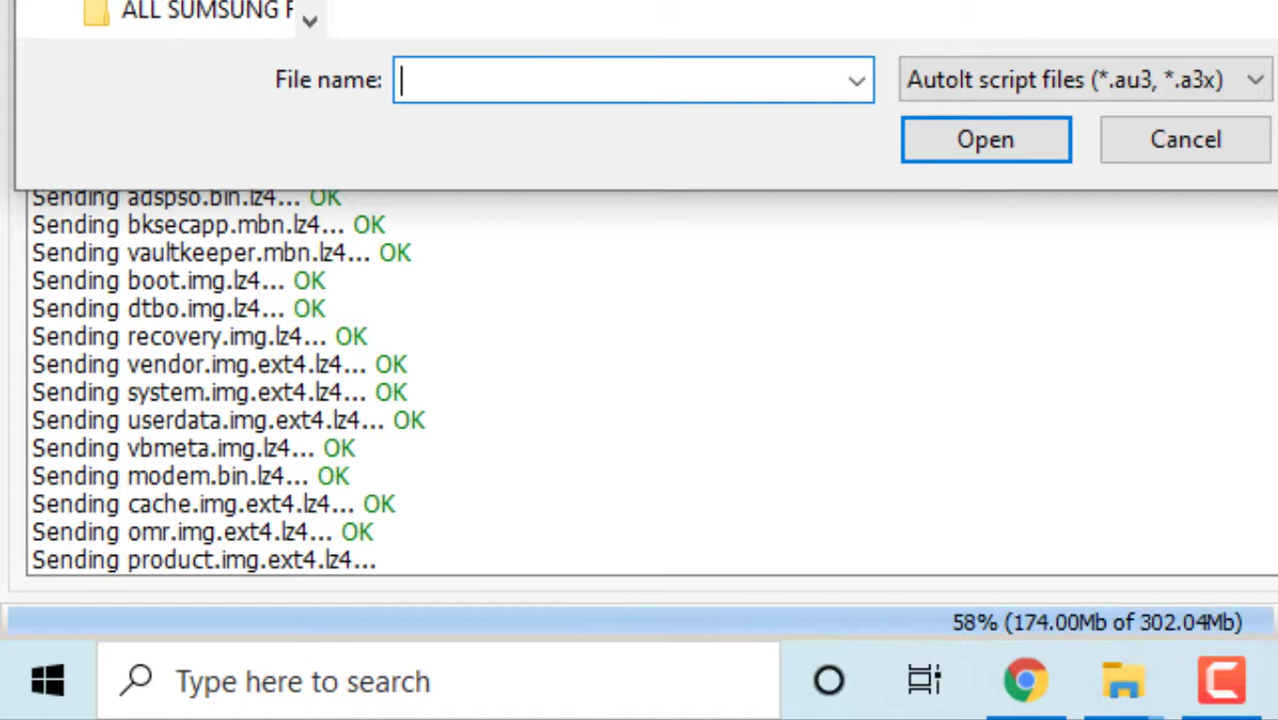 ALL SUMSUNG F
File name:
AutoIt script files (*.au3, *.a3x)
Open
Cancel
Sending adspso.bin.lz4... OK
Sending bksecapp.mbn.lz4... OK
Sending vaultkeeper.mbn.lz4... OK
Sending boot.img.lz4... OK
Sending dtbo.img.lz4... OK
Sending recovery.img.lz4... OK
Sending vendor.img.ext4.lz4... OK
Sending system.img.ext4.lz4... OK
Sending userdata.img.ext4.lz4... OK
Sending vbmeta.img.lz4... OK
Sending modem.bin.lz4... OK
Sending cache.img.ext4.lz4... OK
Sending omr.img.ext4.lz4... OK
Sending product.img.ext4.lz4...
58% (174.00Mb of 302.04Mb)
Type here to search